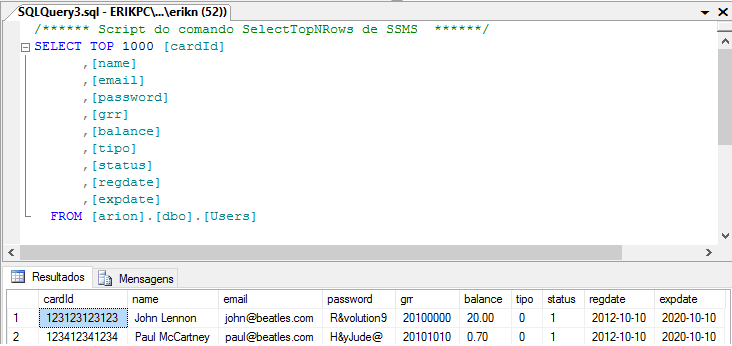 SQLQuery3.sql - ERIKPC\...\erikn (52))
/****** Script do comando SelectTopNRows de SSMS  ******/
SELECT TOP 1000 [cardId]
,[name]
,[email]
,[password]
,[grr]
,[balance]
,[tipo]
,[status]
,[regdate]
,[expdate]
FROM [arion].[dbo].[Users]
Resultados Mensagens
cardId name email password grr balance tipo status regdate expdate
1 123123123123 John Lennon john@beatles.com R&volution9 20100000 20.00 0 1 2012-10-10 2020-10-10
2 123412341234 Paul McCartney paul@beatles.com H&yJude@ 20101010 0.70 0 1 2012-10-10 2020-10-10